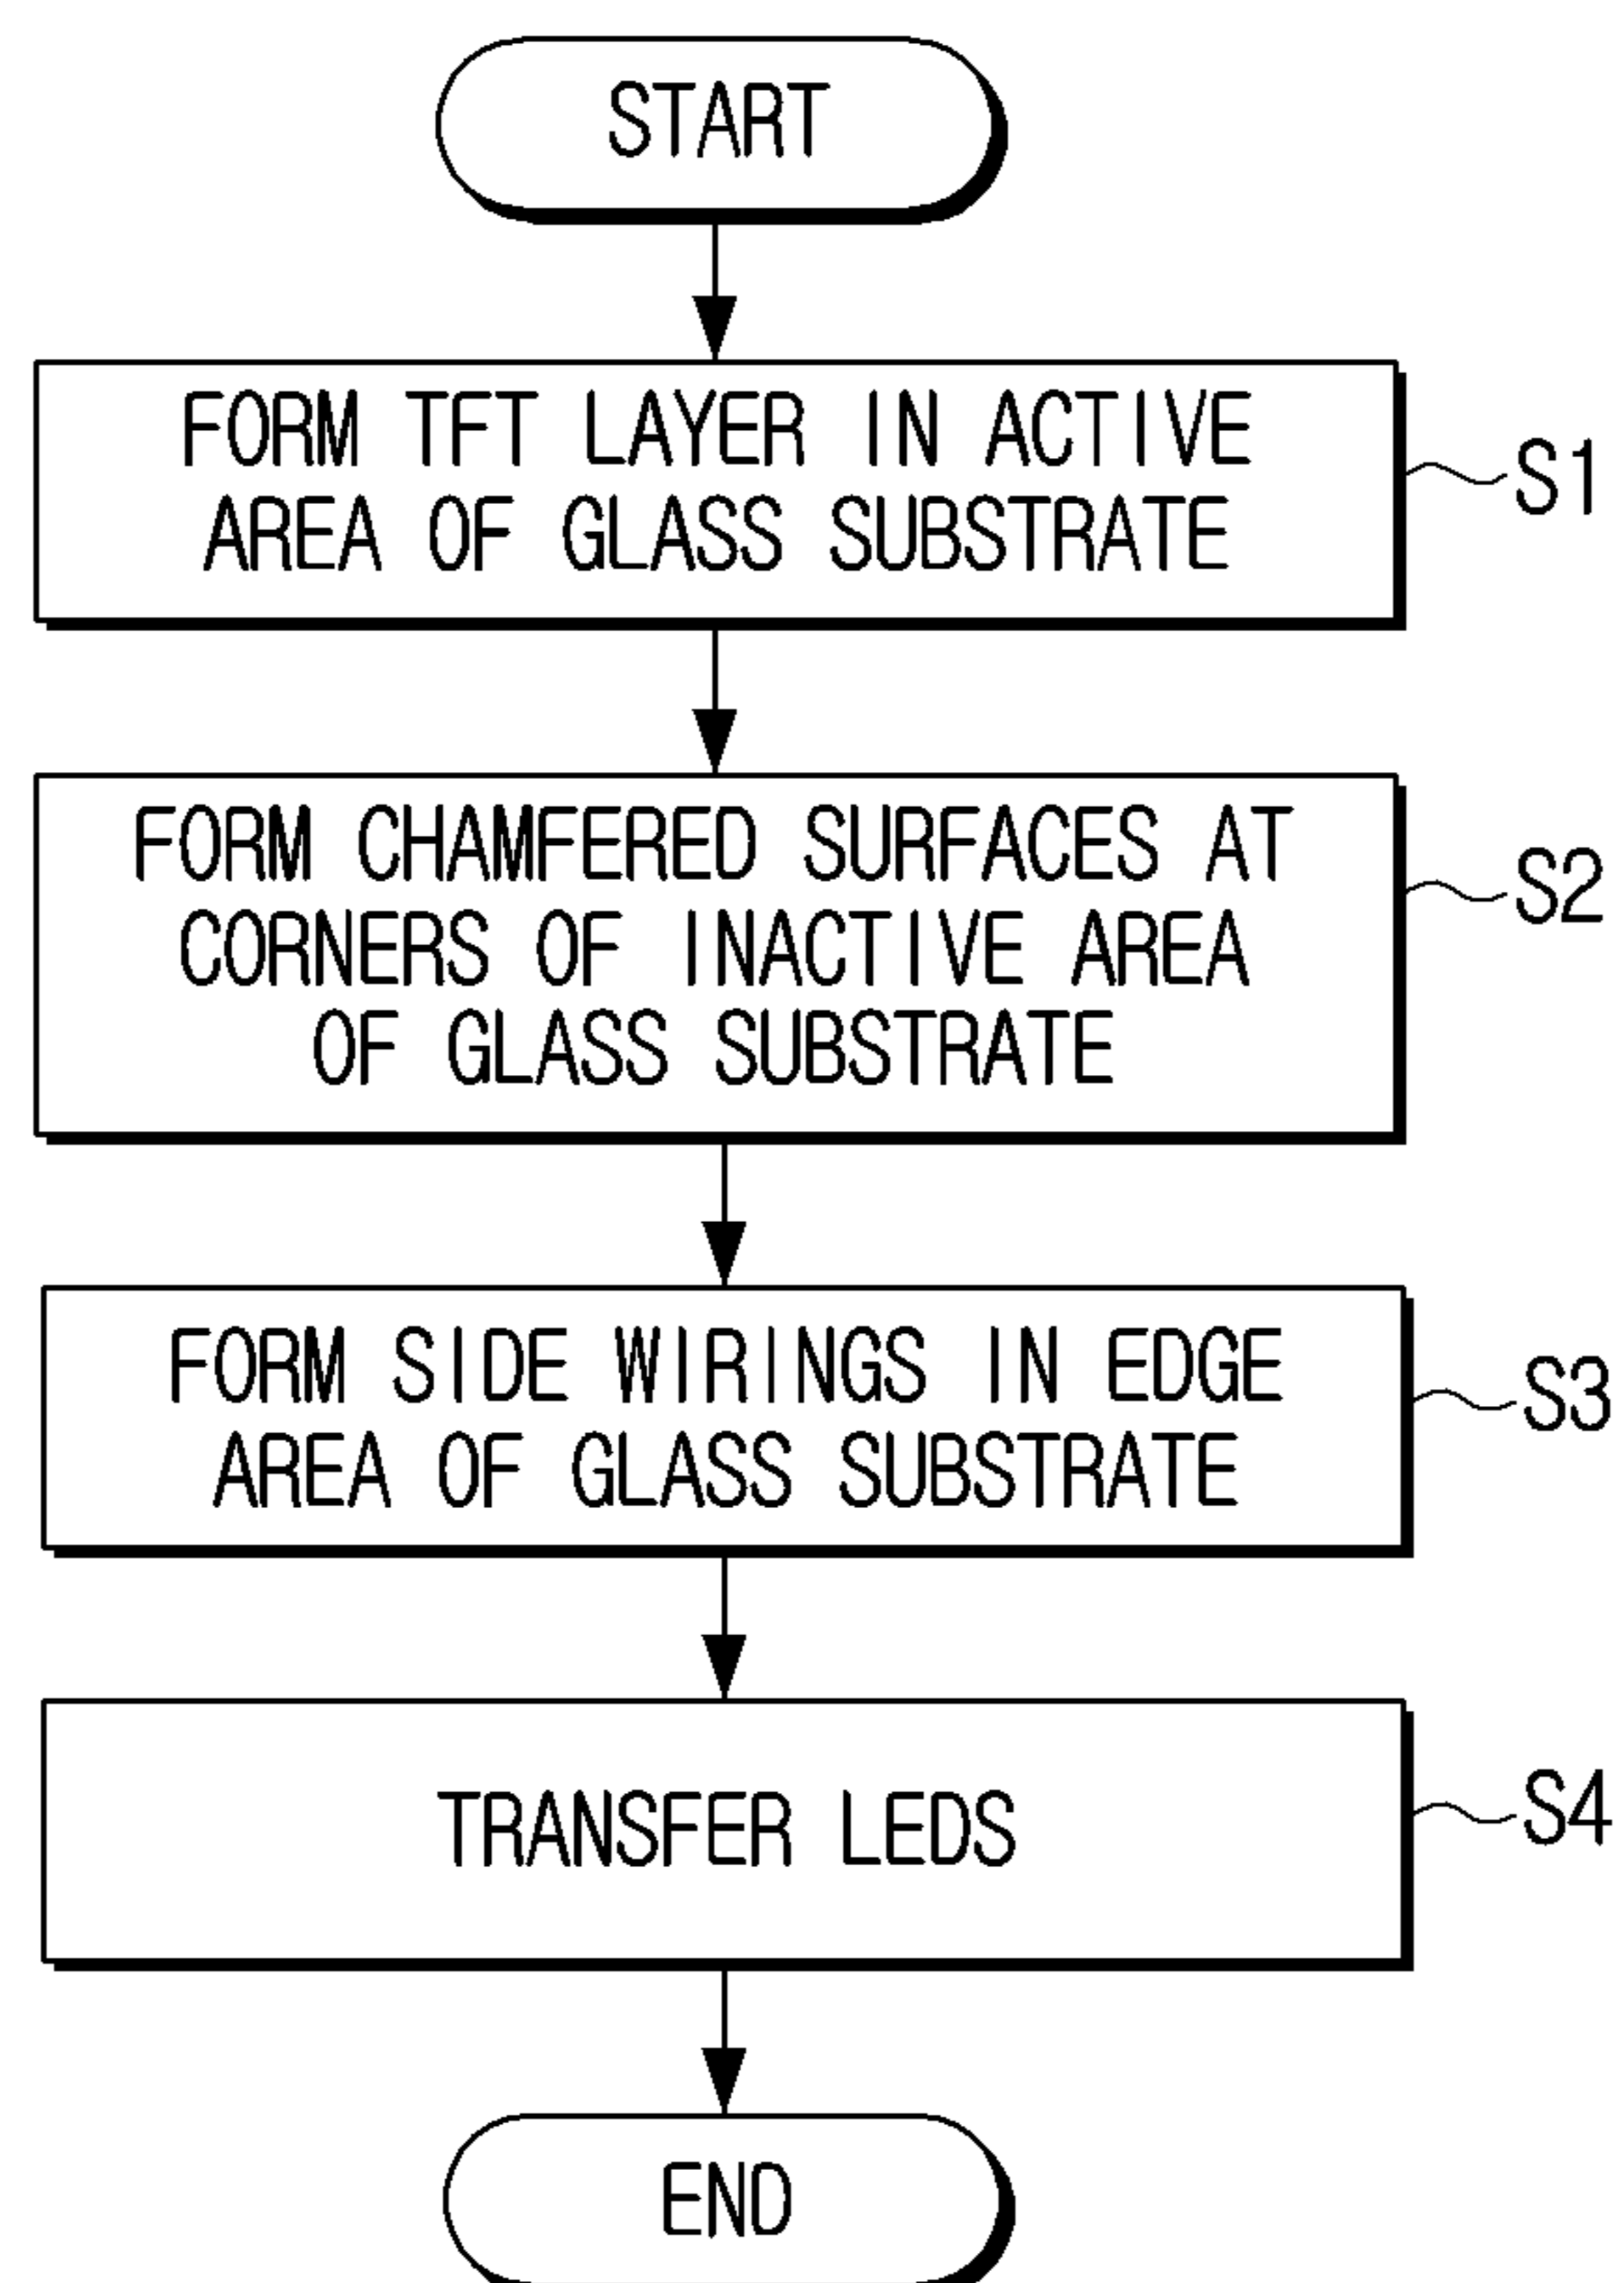 START
FORM TFT LAYER IN ACTIVE
AREA OF GLASS SUBSTRATE
S1
FORM CHAMFERED SURFACES AT
CORNERS OF INACTIVE AREA
OF GLASS SUBSTRATE
S2
FORM SIDE WIRINGS IN EDGE
AREA OF GLASS SUBSTRATE
S3
TRANSFER LEDS
S4
END